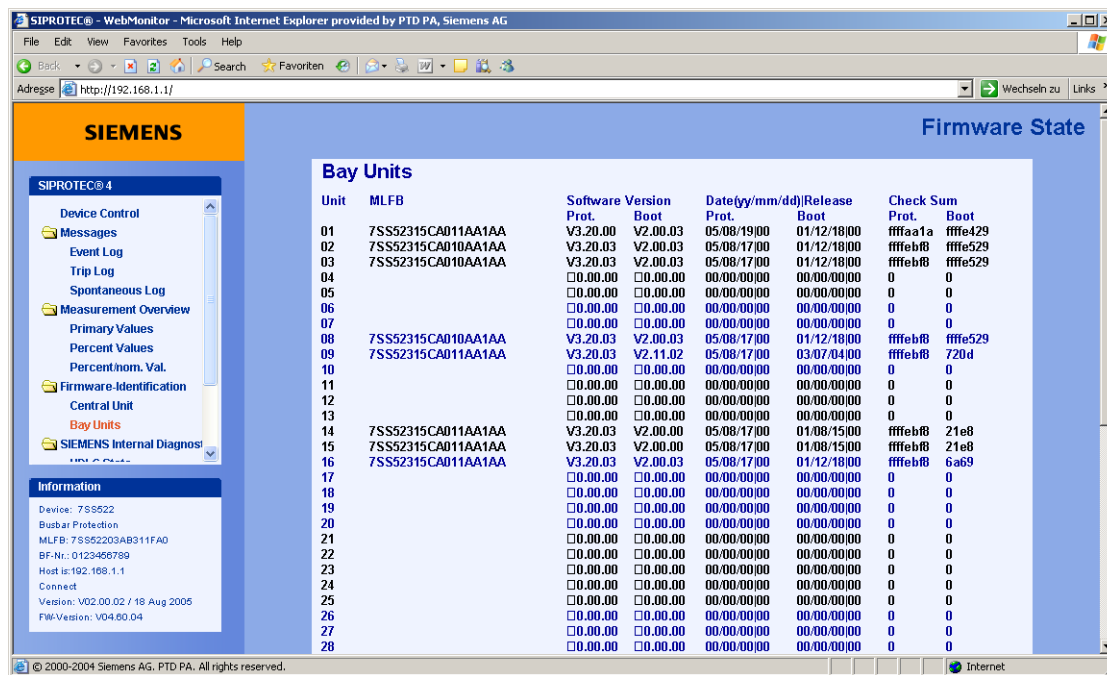 SIPROTEC® - WebMonitor - Microsoft Internet Explorer provided by PTD PA, Siemens AG
File Edit View Favorites Tools Help
Back Search Favoriten
Adresse http://192.168.1.1/ Wechseln zu Links
SIEMENS
Firmware State
SIPROTEC® 4
Device Control
Messages
Event Log
Trip Log
Spontaneous Log
Measurement Overview
Primary Values
Percent Values
Percent/nom. Val.
Firmware-Identification
Central Unit
Bay Units
SIEMENS Internal Diagnost
Information
Device: 7SS522
Busbar Protection
MLFB: 7SS52203AB311FA0
BF-Nr.: 0123456789
Host is:192.168.1.1
Connect
Version: V02.00.02 / 18 Aug 2005
FW-Version: V04.60.04
Bay Units
Unit MLFB Software Version Date(yy/mm/dd)|Release Check Sum
Prot. Boot Prot. Boot Prot. Boot
01 7SS52315CA011AA1AA V3.20.00 V2.00.03 05/08/19|00 01/12/18|00 ffffaa1a ffffe429
02 7SS52315CA010AA1AA V3.20.03 V2.00.03 05/08/17|00 01/12/18|00 ffffebf8 ffffe529
03 7SS52315CA010AA1AA V3.20.03 V2.00.03 05/08/17|00 01/12/18|00 ffffebf8 ffffe529
04 □0.00.00 □0.00.00 00/00/00|00 00/00/00|00 0 0
05 □0.00.00 □0.00.00 00/00/00|00 00/00/00|00 0 0
06 □0.00.00 □0.00.00 00/00/00|00 00/00/00|00 0 0
07 □0.00.00 □0.00.00 00/00/00|00 00/00/00|00 0 0
08 7SS52315CA010AA1AA V3.20.03 V2.00.03 05/08/17|00 01/12/18|00 ffffebf8 ffffe529
09 7SS52315CA011AA1AA V3.20.03 V2.11.02 05/08/17|00 03/07/04|00 ffffebf8 720d
10 □0.00.00 □0.00.00 00/00/00|00 00/00/00|00 0 0
11 □0.00.00 □0.00.00 00/00/00|00 00/00/00|00 0 0
12 □0.00.00 □0.00.00 00/00/00|00 00/00/00|00 0 0
13 □0.00.00 □0.00.00 00/00/00|00 00/00/00|00 0 0
14 7SS52315CA011AA1AA V3.20.03 V2.00.03 05/08/17|00 01/08/15|00 ffffebf8 21e8
15 7SS52315CA011AA1AA V3.20.03 V2.00.03 05/08/17|00 01/08/15|00 ffffebf8 21e8
16 7SS52315CA011AA1AA V3.20.03 V2.00.03 05/08/17|00 01/12/18|00 ffffebf8 6a69
17 □0.00.00 □0.00.00 00/00/00|00 00/00/00|00 0 0
18 □0.00.00 □0.00.00 00/00/00|00 00/00/00|00 0 0
19 □0.00.00 □0.00.00 00/00/00|00 00/00/00|00 0 0
20 □0.00.00 □0.00.00 00/00/00|00 00/00/00|00 0 0
21 □0.00.00 □0.00.00 00/00/00|00 00/00/00|00 0 0
22 □0.00.00 □0.00.00 00/00/00|00 00/00/00|00 0 0
23 □0.00.00 □0.00.00 00/00/00|00 00/00/00|00 0 0
24 □0.00.00 □0.00.00 00/00/00|00 00/00/00|00 0 0
25 □0.00.00 □0.00.00 00/00/00|00 00/00/00|00 0 0
26 □0.00.00 □0.00.00 00/00/00|00 00/00/00|00 0 0
27 □0.00.00 □0.00.00 00/00/00|00 00/00/00|00 0 0
28 □0.00.00 □0.00.00 00/00/00|00 00/00/00|00 0 0
© 2000-2004 Siemens AG. PTD PA. All rights reserved. Internet